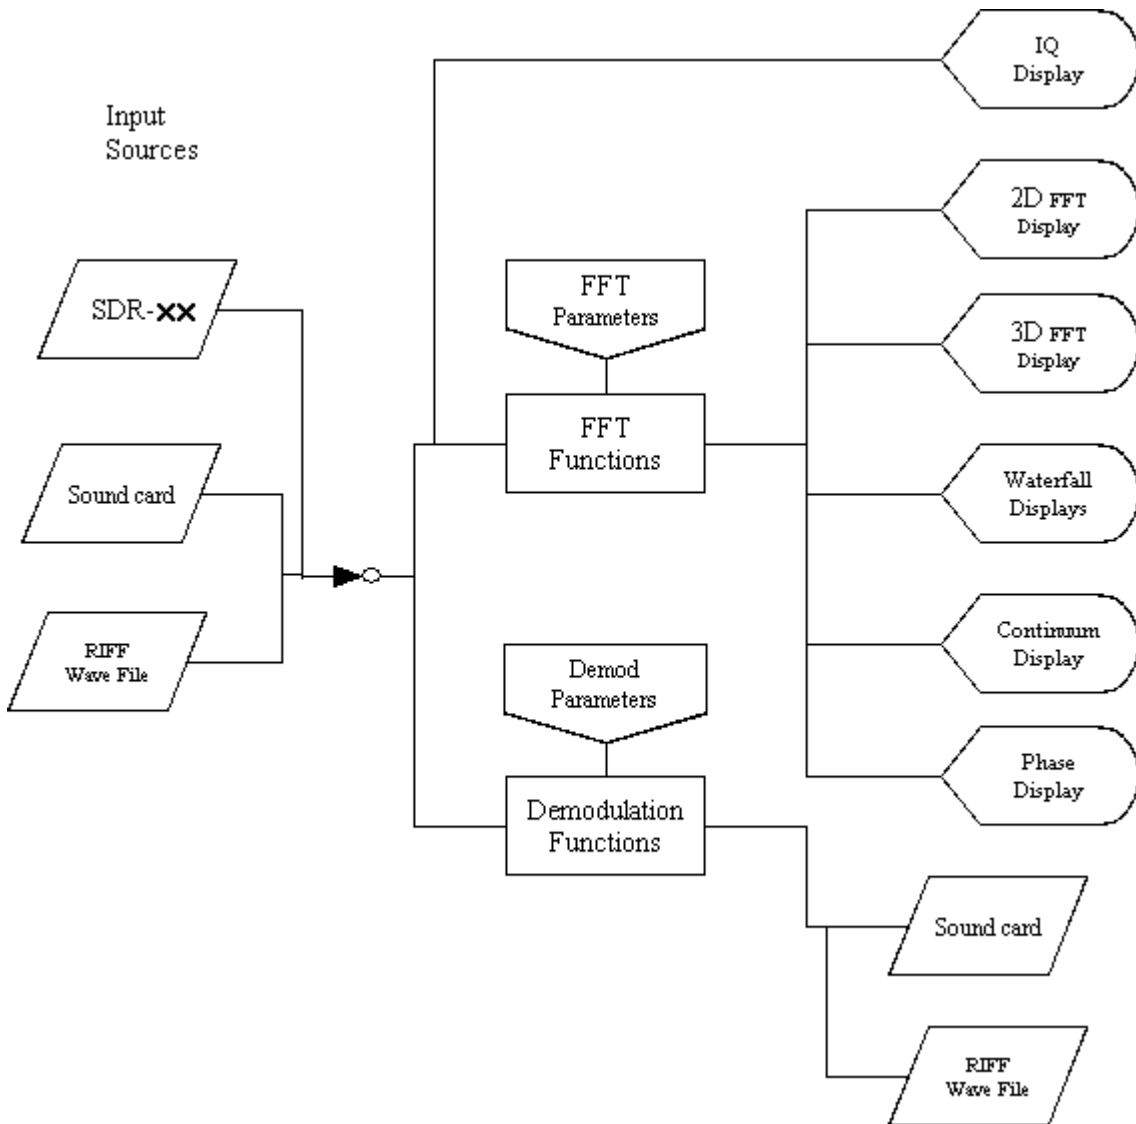 Input
Sources
SDR-xx
Sound card
RIFF
Wave File
FFT
Parameters
FFT
Functions
Demod
Parameters
Demodulation
Functions
IQ
Display
2D FFT
Display
3D FFT
Display
Waterfall
Displays
Continuum
Display
Phase
Display
Sound card
RIFF
Wave File